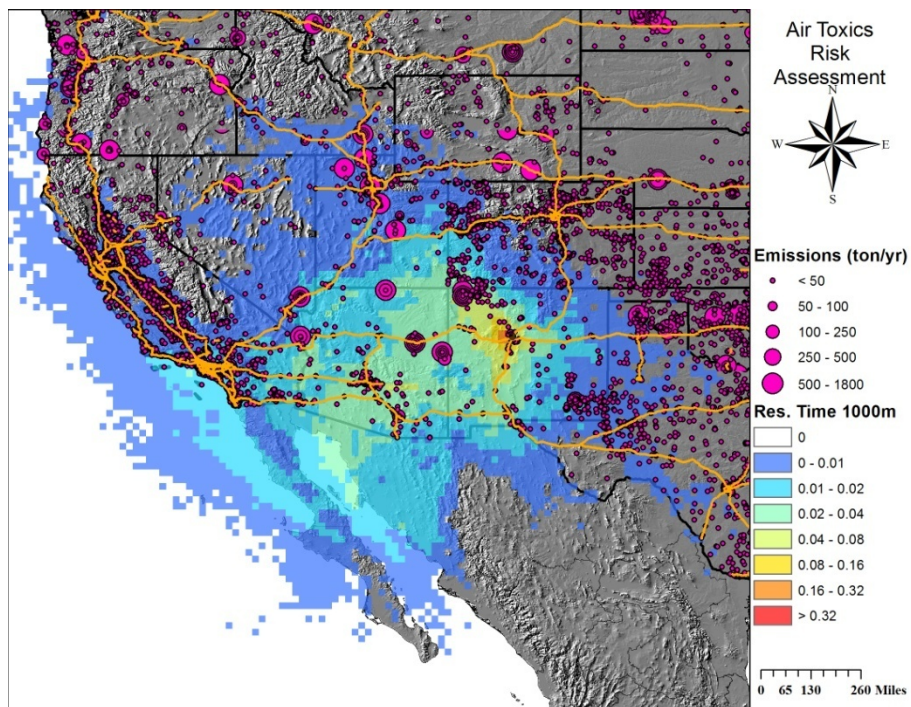 Air Toxics
Risk
Assessment
N
W E
S
Emissions (ton/yr)
< 50
50 - 100
100 - 250
250 - 500
500 - 1800
Res. Time 1000m
0
0 - 0.01
0.01 - 0.02
0.02 - 0.04
0.04 - 0.08
0.08 - 0.16
0.16 - 0.32
> 0.32
0 65 130 260 Miles